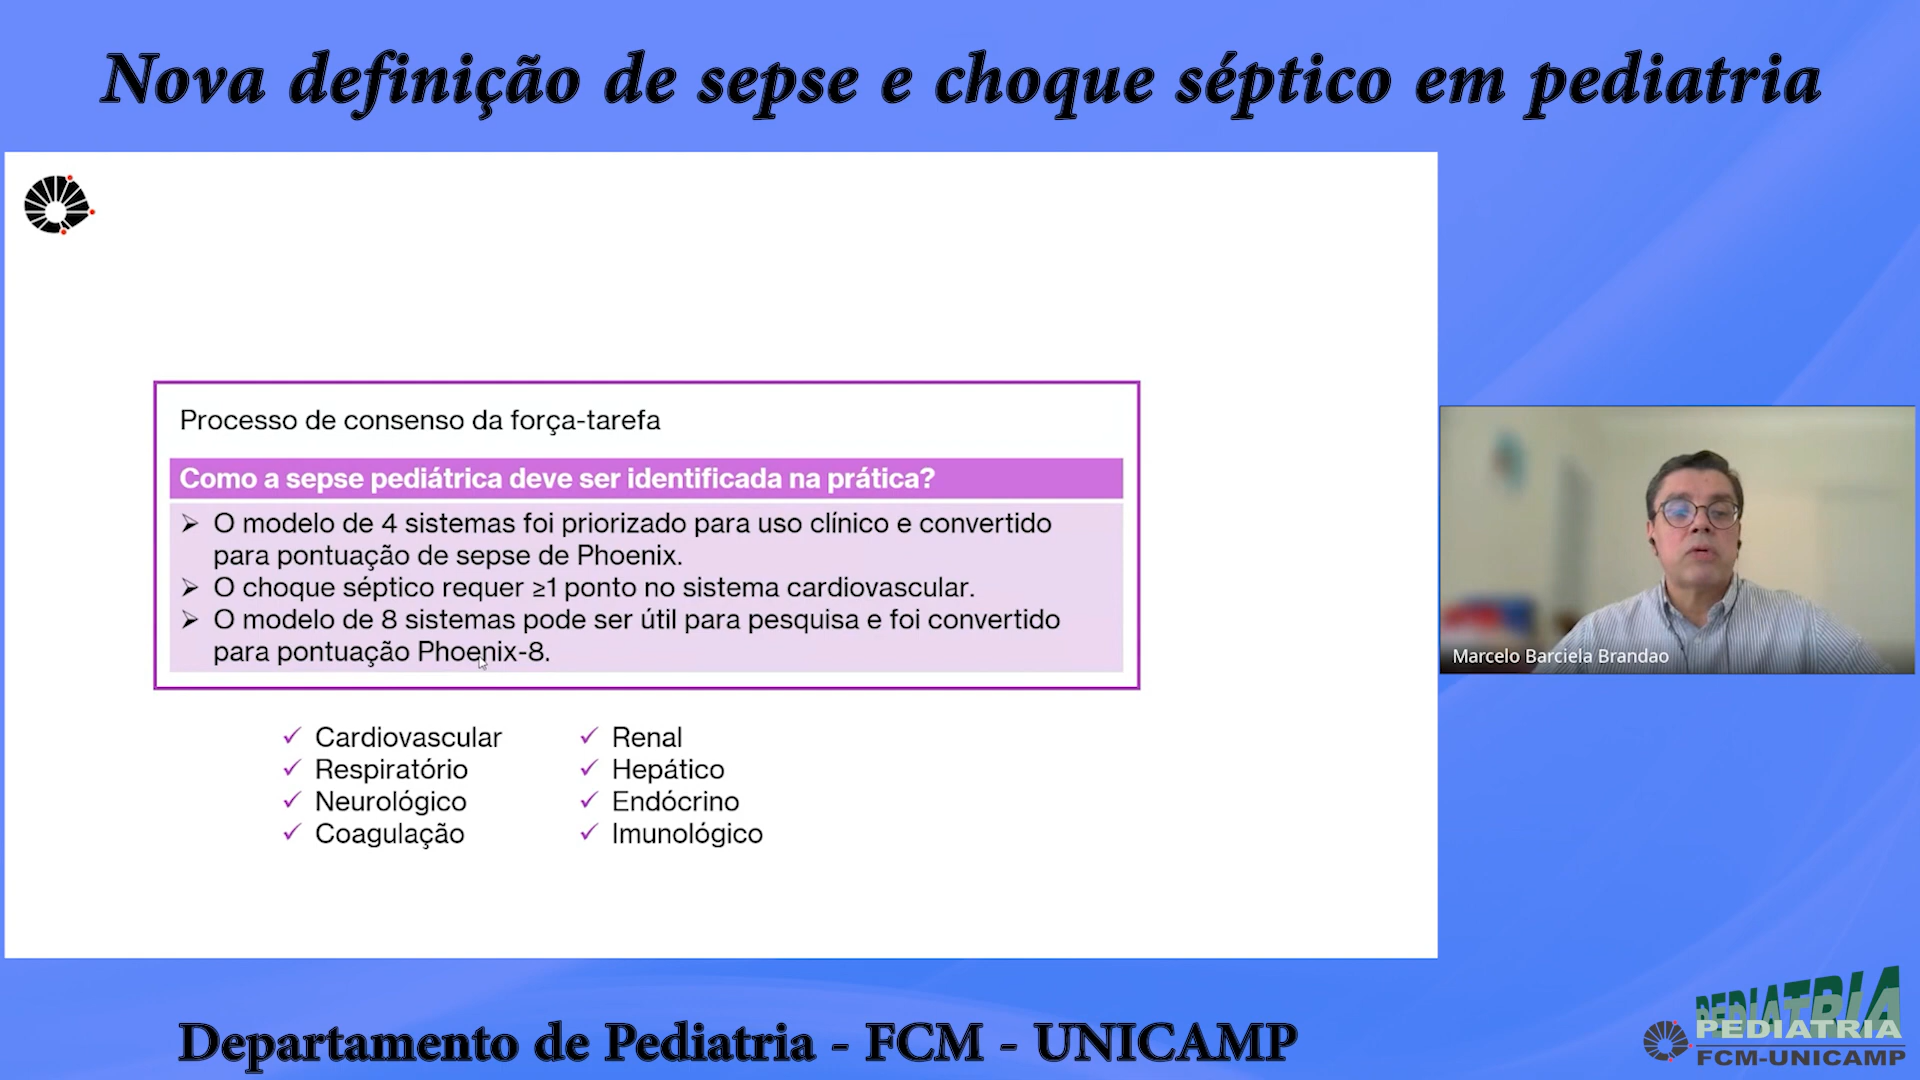 Nova definição de sepse e choque séptico em pediatria
Processo de consenso da força-tarefa
Como a sepse pediátrica deve ser identificada na prática?
➢ O modelo de 4 sistemas foi priorizado para uso clínico e convertido
para pontuação de sepse de Phoenix.
➢ O choque séptico requer ≥1 ponto no sistema cardiovascular.
➢ O modelo de 8 sistemas pode ser útil para pesquisa e foi convertido
para pontuação Phoenix-8.
✓ Cardiovascular
✓ Respiratório
✓ Neurológico
✓ Coagulação
✓ Renal
✓ Hepático
✓ Endócrino
✓ Imunológico
Marcelo Barciela Brandao
Departamento de Pediatria - FCM - UNICAMP
PEDIATRIA
PEDIATRIA
FCM-UNICAMP